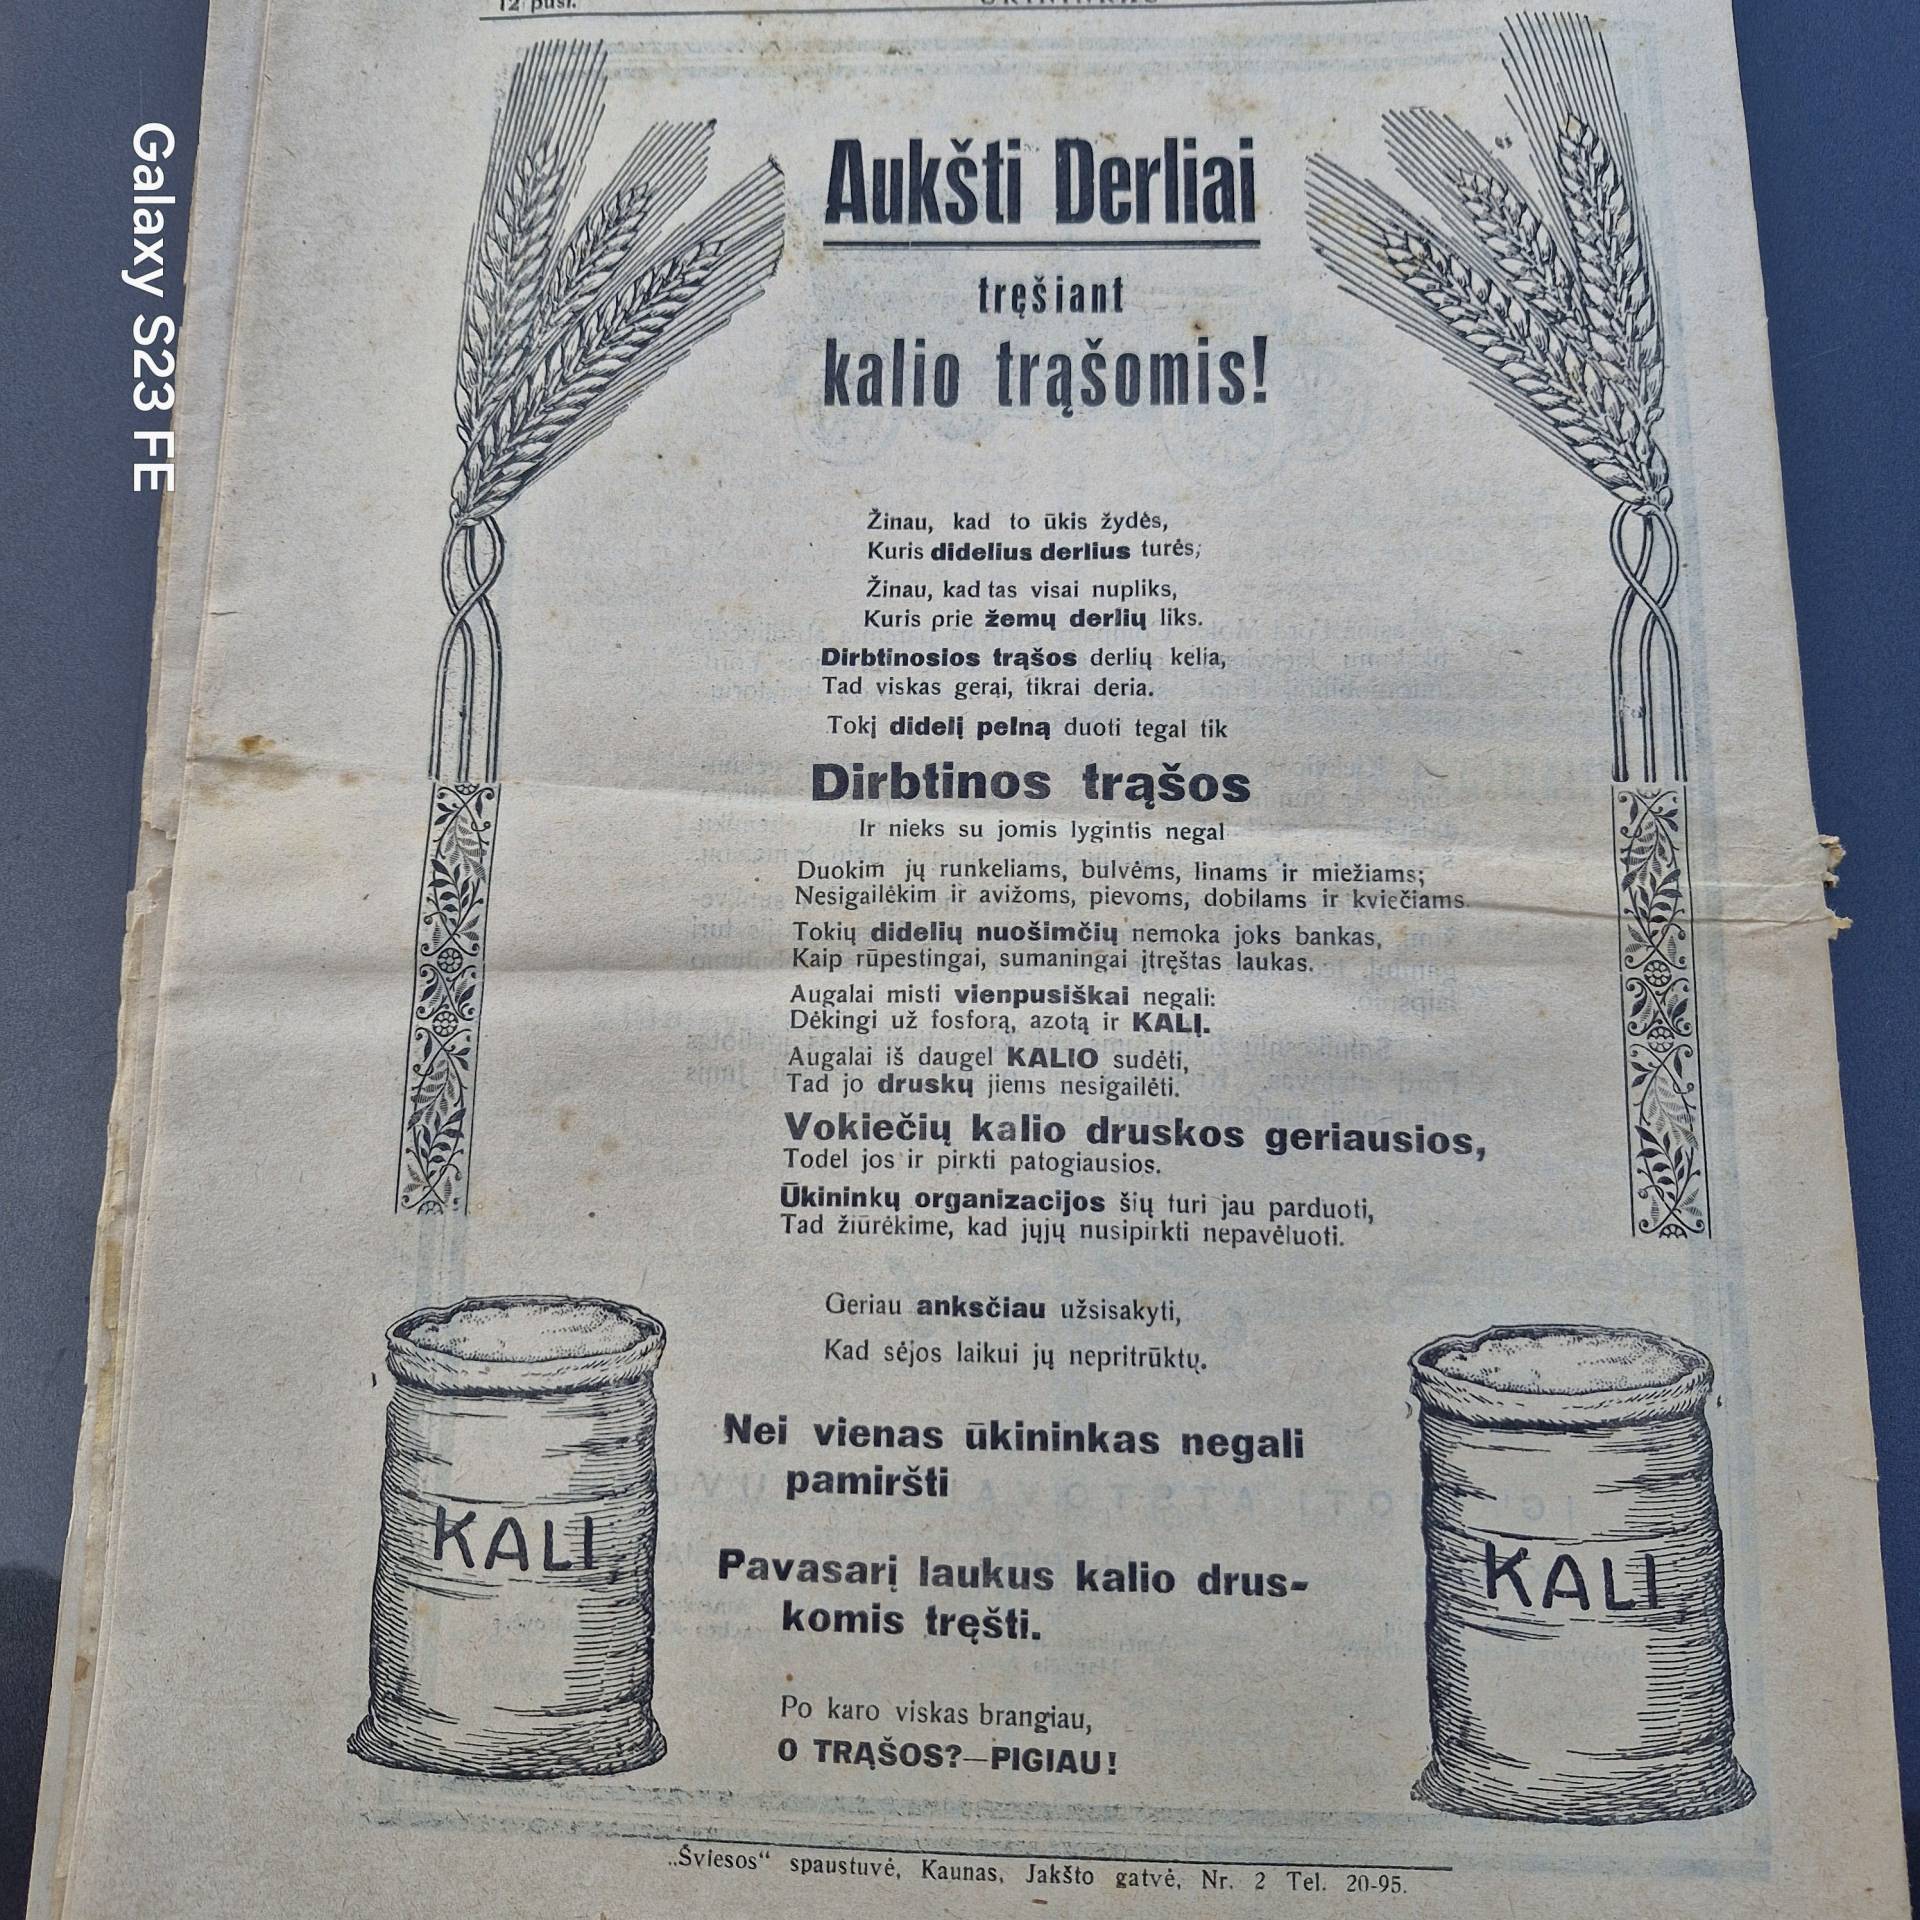 12 pusl.
ŪKININKAS
Aukšti Derliai
tręšiant
kalio trąšomis!
Žinau, kad to ūkis žydės,
Kuris didelius derlius turės;
Žinau, kad tas visai nupliks,
Kuris prie žemų derlių liks.
Dirbtinosios trąšos derlių kelia,
Tad viskas gerai, tikrai deria.
Tokį didelį pelną duoti tegal tik
Dirbtinos trąšos
Ir nieks su jomis lygintis negal
Duokim jų runkeliams, bulvėms, linams ir miežiams;
Nesigailėkim ir avižoms, pievoms, dobilams ir kviečiams.
Tokių didelių nuošimčių nemoka joks bankas,
Kaip rūpestingai, sumaningai įtręštas laukas.
Augalai misti vienpusiškai negali:
Dėkingi už fosforą, azotą ir KALĮ.
Augalai iš daugel KALIO sudėti,
Tad jo druskų jiems nesigailėti.
Vokiečių kalio druskos geriausios,
Todel jos ir pirkti patogiausios.
Ūkininkų organizacijos šių turi jau parduoti,
Tad žiūrėkime, kad jųjų nusipirkti nepavėluoti.
Geriau anksčiau užsisakyti,
Kad sėjos laikui jų nepritrūktų.
Nei vienas ūkininkas negali
pamiršti
Pavasarį laukus kalio drus-
komis tręšti.
Po karo viskas brangiau,
O TRĄŠOS?—PIGIAU!
KALI
KALI
„Šviesos“ spaustuvė, Kaunas, Jakšto gatvė, Nr. 2 Tel. 20-95.
Galaxy S23 FE